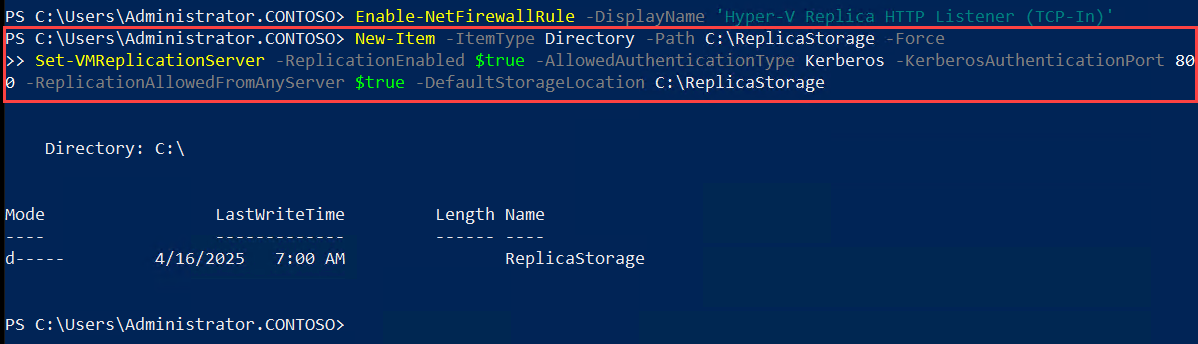 PS C:\Users\Administrator.CONTOSO> Enable-NetFirewallRule -DisplayName 'Hyper-V Replica HTTP Listener (TCP-In)'
PS C:\Users\Administrator.CONTOSO> New-Item -ItemType Directory -Path C:\ReplicaStorage -Force
>> Set-VMReplicationServer -ReplicationEnabled $true -AllowedAuthenticationType Kerberos -KerberosAuthenticationPort 80
0 -ReplicationAllowedFromAnyServer $true -DefaultStorageLocation C:\ReplicaStorage
Directory: C:\
Mode LastWriteTime Length Name
---- ------------- ------ ----
d----- 4/16/2025 7:00 AM ReplicaStorage
PS C:\Users\Administrator.CONTOSO>